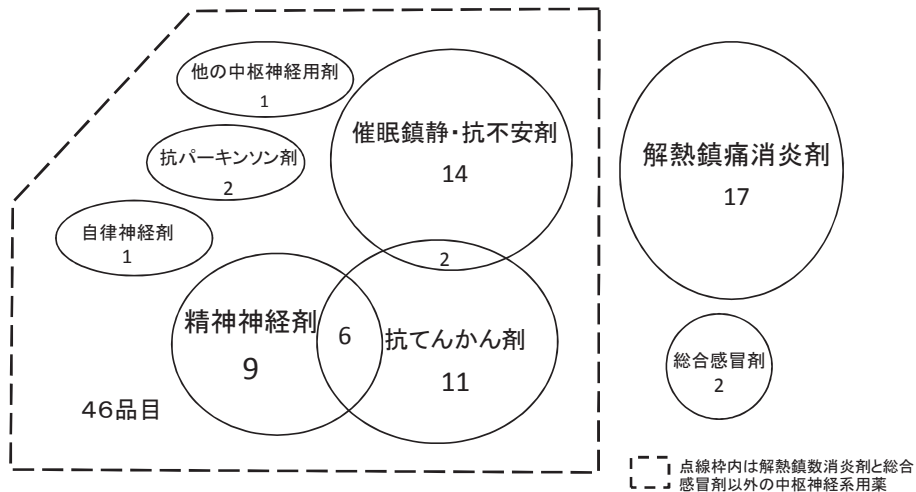 他の中枢神経用剤
1
催眠鎮静・抗不安剤
14
抗パーキンソン剤
2
自律神経剤
1
2
精神神経剤
9
6
抗てんかん剤
11
46品目
解熱鎮痛消炎剤
17
総合感冒剤
2
点線枠内は解熱鎮数消炎剤と総合
感冒剤以外の中枢神経系用薬